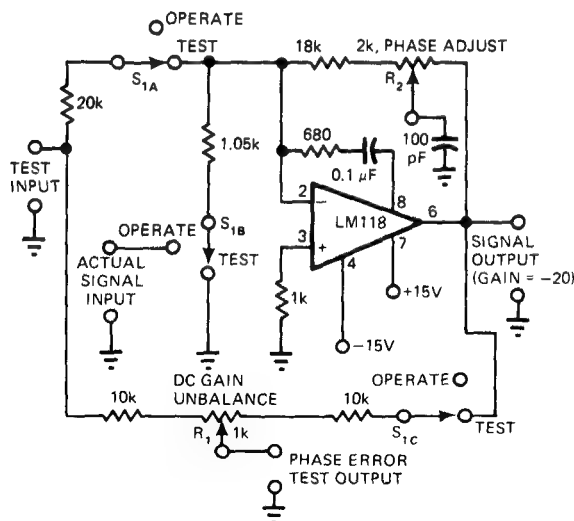 OPERATE
TEST
S1A
18k
2k, PHASE ADJUST
R2
20k
1.05k
680
0.1 µF
100
pF
TEST
INPUT
2
8
LM118
6
3
7
4
S1B
OPERATE
TEST
ACTUAL
SIGNAL
INPUT
1k
+15V
−15V
SIGNAL
OUTPUT
(GAIN = −20)
DC GAIN
UNBALANCE
10k
R1
1k
10k
OPERATE
S1C
TEST
PHASE ERROR
TEST OUTPUT